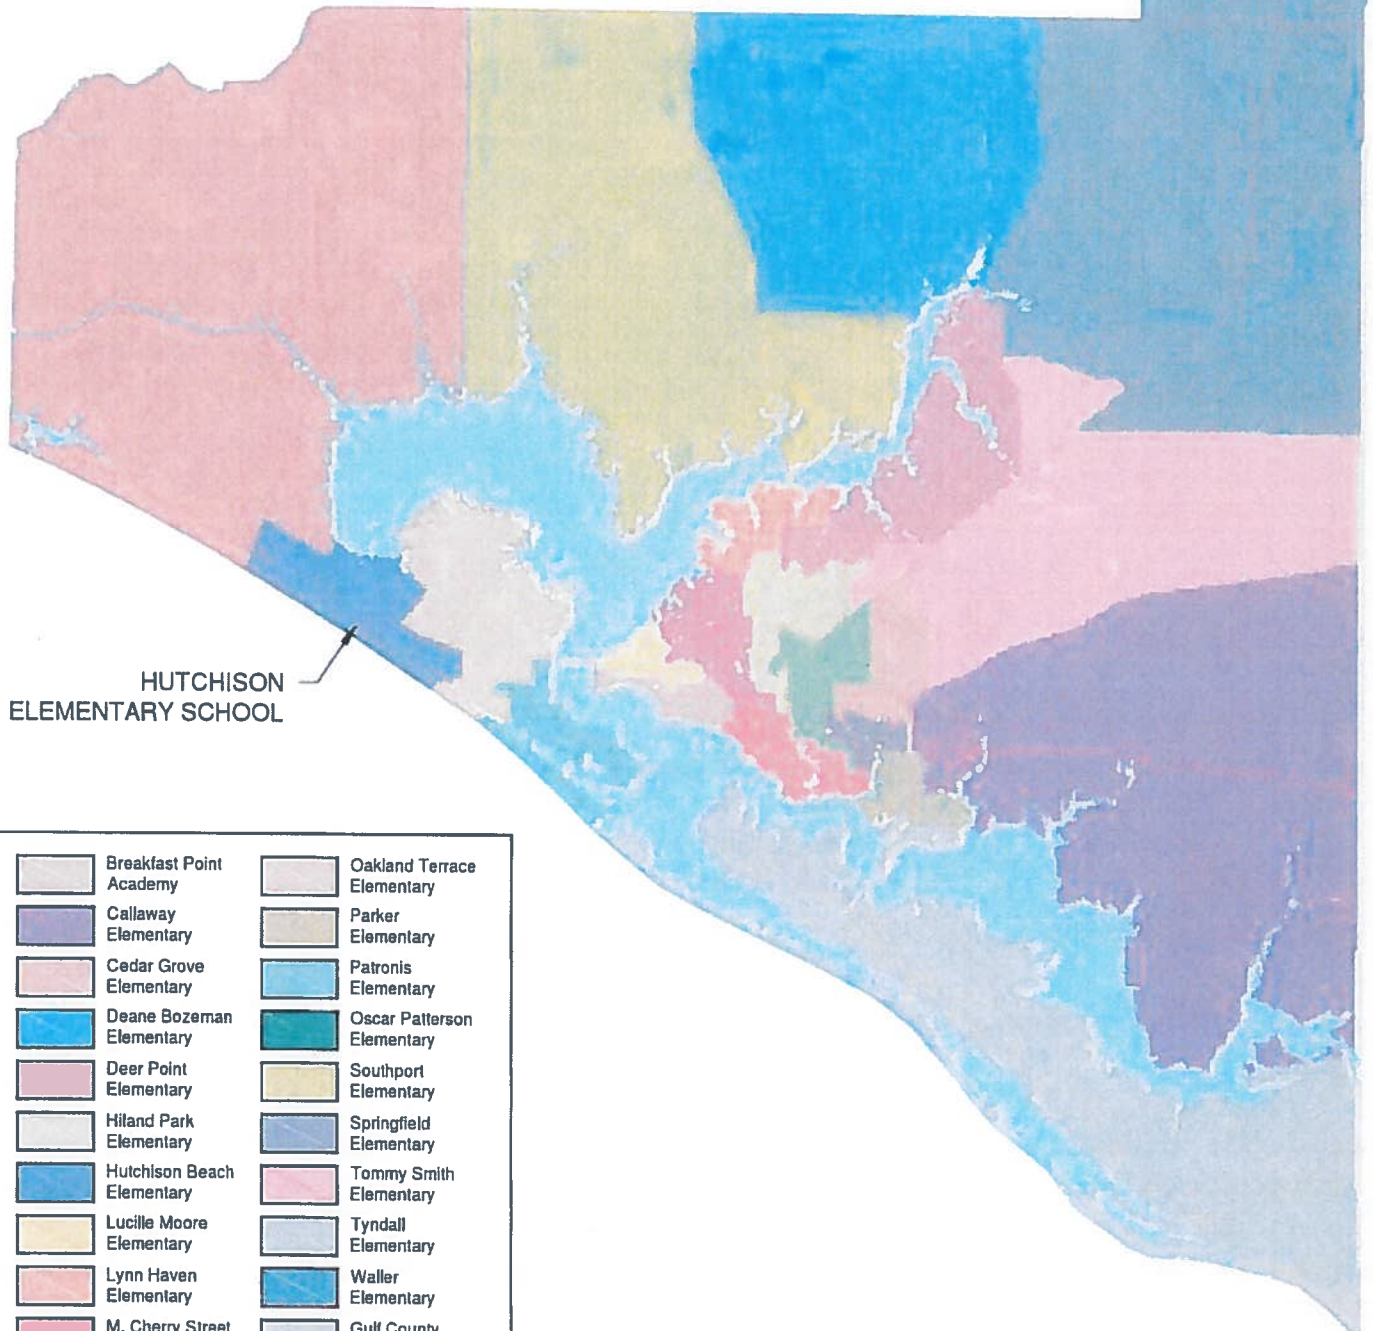 HUTCHISON
ELEMENTARY SCHOOL
Breakfast Point
Academy
Callaway
Elementary
Cedar Grove
Elementary
Deane Bozeman
Elementary
Deer Point
Elementary
Hiland Park
Elementary
Hutchison Beach
Elementary
Lucille Moore
Elementary
Lynn Haven
Elementary
M. Cherry Street
Oakland Terrace
Elementary
Parker
Elementary
Patronis
Elementary
Oscar Patterson
Elementary
Southport
Elementary
Springfield
Elementary
Tommy Smith
Elementary
Tyndall
Elementary
Waller
Elementary
Gulf County